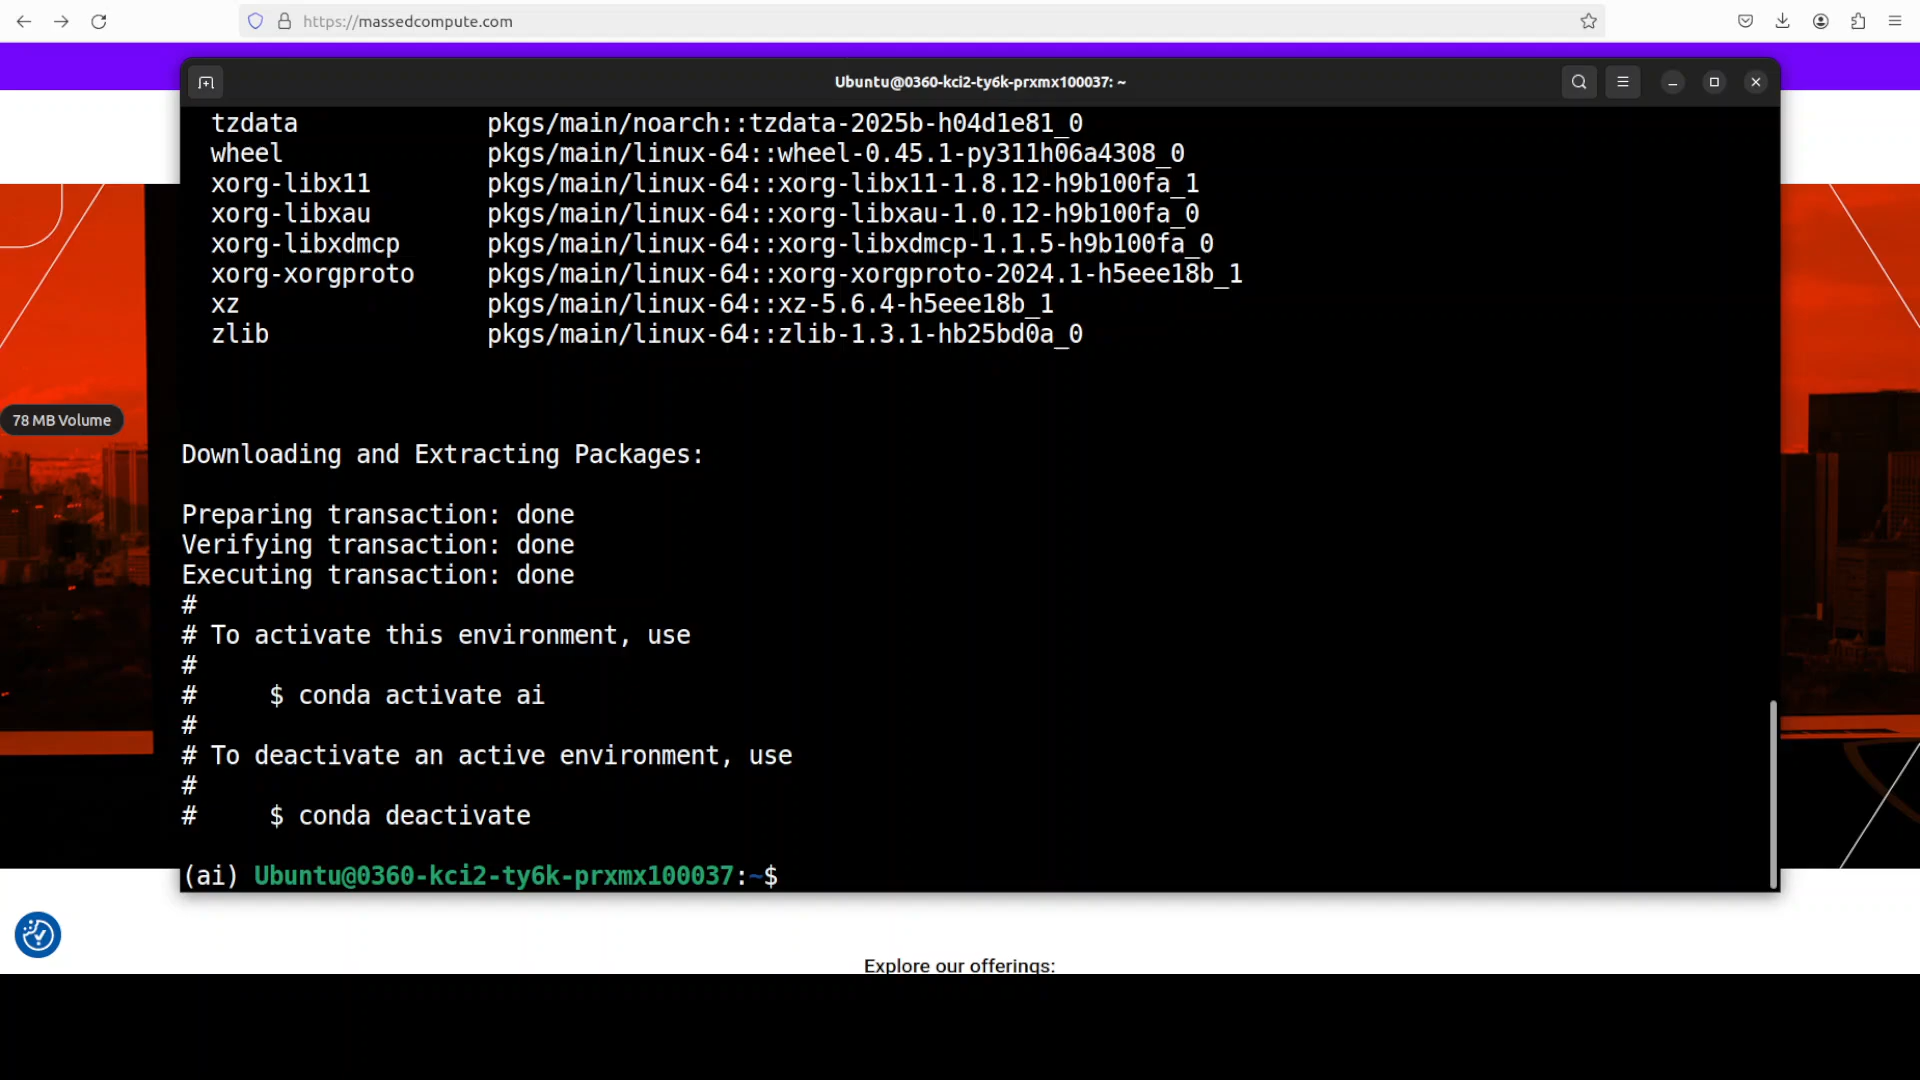 https://massedcompute.com
Ubuntu@0360-kci2-ty6k-prxmx100037: ~
tzdata pkgs/main/noarch::tzdata-2025b-h04d1e81_0
wheel pkgs/main/linux-64::wheel-0.45.1-py311h06a4308_0
xorg-libx11 pkgs/main/linux-64::xorg-libx11-1.8.12-h9b100fa_1
xorg-libxau pkgs/main/linux-64::xorg-libxau-1.0.12-h9b100fa_0
xorg-libxdmcp pkgs/main/linux-64::xorg-libxdmcp-1.1.5-h9b100fa_0
xorg-xorgproto pkgs/main/linux-64::xorg-xorgproto-2024.1-h5eee18b_1
xz pkgs/main/linux-64::xz-5.6.4-h5eee18b_1
zlib pkgs/main/linux-64::zlib-1.3.1-hb25bd0a_0
78 MB Volume
Downloading and Extracting Packages:
Preparing transaction: done
Verifying transaction: done
Executing transaction: done
#
# To activate this environment, use
#
# $ conda activate ai
#
# To deactivate an active environment, use
#
# $ conda deactivate
(ai) Ubuntu@0360-kci2-ty6k-prxmx100037:~$
Explore our offerings: